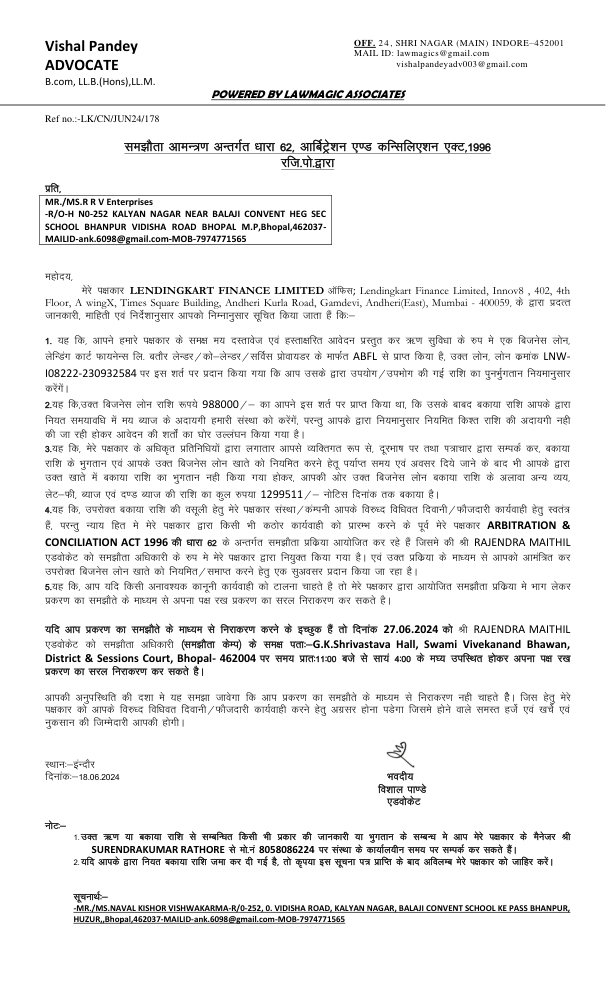 Vishal Pandey
ADVOCATE
B.com, LL.B.(Hons),LL.M.
OFF. 24, SHRI NAGAR (MAIN) INDORE–452001
MAIL ID: lawmagics@gmail.com
vishalpandeyadv003@gmail.com
POWERED BY LAWMAGIC ASSOCIATES
Ref no.:-LK/CN/JUN24/178
समझौता आमन्त्रण अन्तर्गत धारा 62, आर्बिट्रेशन एण्ड कन्सिलिएशन एक्ट,1996
रजि.पो.द्वारा
प्रति,
MR./MS.R R V Enterprises
-R/O-H N0-252 KALYAN NAGAR NEAR BALAJI CONVENT HEG SEC
SCHOOL BHANPUR VIDISHA ROAD BHOPAL M.P,Bhopal,462037-
MAILID-ank.6098@gmail.com-MOB-7974771565
महोदय,
मेरे पक्षकार LENDINGKART FINANCE LIMITED ऑफिस; Lendingkart Finance Limited, Innov8 , 402, 4th
Floor, A wingX, Times Square Building, Andheri Kurla Road, Gamdevi, Andheri(East), Mumbai - 400059, के द्वारा प्रदत्त
जानकारी, माहिती एवं निर्देशानुसार आपको निम्नानुसार सूचित किया जाता हैं किः–
1. यह कि, आपने हमारे पक्षकार के समक्ष मय दस्तावेज एवं हस्ताक्षरित आवेदन प्रस्तुत कर ऋण सुविधा के रुप मे एक बिजनेस लोन,
लेन्डिंग कार्ट फायनेन्स लि. बतौर लेन्डर/को–लेन्डर/सर्विस प्रोवायडर के मार्फत ABFL से प्राप्त किया है, उक्त लोन, लोन क्रमांक LNW-
I08222-230932584 पर इस शर्त पर प्रदान किया गया कि आप उसके द्वारा उपयोग/उपभोग की गई राशि का पुनर्भुगतान नियमानुसार
करेंगें।
2.यह कि,उक्त बिजनेस लोन राशि रूपये 988000/– का आपने इस शर्त पर प्राप्त किया था, कि उसके बाबद बकाया राशि आपके द्वारा
नियत समयावधि में मय ब्याज के अदायगी हमारी संस्था को करेंगें, परन्तु आपके द्वारा नियमानुसार नियमित किश्त राशि की अदायगी नही
की जा रही होकर आवेदन की शर्तों का घोर उल्लंघन किया गया है।
3.यह कि, मेरे पक्षकार के अधिकृत प्रतिनिधियों द्वारा लगातार आपसे व्यक्तिगत रूप से, दूरभाष पर तथा पत्राचार द्वारा सम्पर्क कर, बकाया
राशि के भुगतान एवं आपके उक्त बिजनेस लोन खाते को नियमित करने हेतू पर्याप्त समय एवं अवसर दिये जाने के बाद भी आपके द्वारा
उक्त खाते में बकाया राशि का भुगतान नही किया गया होकर, आपकी ओर उक्त बिजनेस लोन बकाया राशि के अलावा अन्य व्यय,
लेट–फी, ब्याज एवं दण्ड ब्याज की राशि का कुल रुपया 1299511/– नोटिस दिनांक तक बकाया है।
4.यह कि, उपरोक्त बकाया राशि की वसूली हेतु मेरे पक्षकार संस्था/कंपनी आपके विरुध्द विधिवत दिवानी/फौजदारी कार्यवाही हेतु स्वतंत्र
हैं, परन्तु न्याय हित मे मेरे पक्षकार द्वारा किसी भी कठोर कार्यवाही को प्रारम्भ करने के पूर्व मेरे पक्षकार ARBITRATION &
CONCILIATION ACT 1996 की धारा 62 के अन्तर्गत समझौता प्रक्रिया आयोजित कर रहे हैं जिसमे की श्री RAJENDRA MAITHIL
एडवोकेट को समझौता अधिकारी के रुप मे मेरे पक्षकार द्वारा नियुक्त किया गया है। एवं उक्त प्रक्रिया के माध्यम से आपको आमंत्रित कर
उपरोक्त बिजनेस लोन खाते को नियमित/समाप्त करने हेतु एक सुअवसर प्रदान किया जा रहा है।
5.यह कि, आप यदि किसी अनावश्यक कानूनी कार्यवाही को टालना चाहते है तो मेरे पक्षकार द्वारा आयोजित समझौता प्रक्रिया मे भाग लेकर
प्रकरण का समझौते के माध्यम से अपना पक्ष रख प्रकरण का सरल निराकरण कर सकते है।
यदि आप प्रकरण का समझौते के माध्यम से निराकरण करने के इच्छुक हैं तो दिनांक 27.06.2024 को श्री RAJENDRA MAITHIL
एडवोकेट को समझौता अधिकारी (समझौता केम्प) के समक्ष पताः–G.K.Shrivastava Hall, Swami Vivekanand Bhawan,
District & Sessions Court, Bhopal- 462004 पर समय प्रातः11:00 बजे से सायं 4:00 के मघ्य उपस्थित होकर अपना पक्ष रख
प्रकरण का सरल निराकरण कर सकते है।
आपकी अनुपस्थिति की दशा मे यह समझा जावेगा कि आप प्रकरण का समझौते के माध्यम से निराकरण नही चाहते हैै। जिस हेतु मेरे
पक्षकार को आपके विरुध्द विधिवत दिवानी/फौजदारी कार्यवाही करने हेतु अग्रसर होना पडेगा जिसमे होने वाले समस्त हर्जे एवं खर्चे एवं
नुकसान की जिम्मेदारी आपकी होगी।
स्थानः–इंन्दौर
दिनांकः–18.06.2024
भवदीय
विशाल पाण्डे
एडवोकेट
नोटः–
1.उक्त ऋण या बकाया राशि से सम्बन्धित किसी भी प्रकार की जानकारी या भुगतान के सम्बन्ध मे आप मेरे पक्षकार के मैनेजर श्री
SURENDRAKUMAR RATHORE से मो.नं 8058086224 पर संस्था के कार्यालयीन समय पर सम्पर्क कर सकते हैं।
2.यदि आपके द्वारा नियत बकाया राशि जमा कर दी गई है, तो कृपया इस सूचना पत्र प्राप्ति के बाद अविलम्ब मेरे पक्षकार को जाहिर करें।
सूचनार्थः–
-MR./MS.NAVAL KISHOR VISHWAKARMA-R/0-252, 0. VIDISHA ROAD, KALYAN NAGAR, BALAJI CONVENT SCHOOL KE PASS BHANPUR,
HUZUR,,Bhopal,462037-MAILID-ank.6098@gmail.com-MOB-7974771565